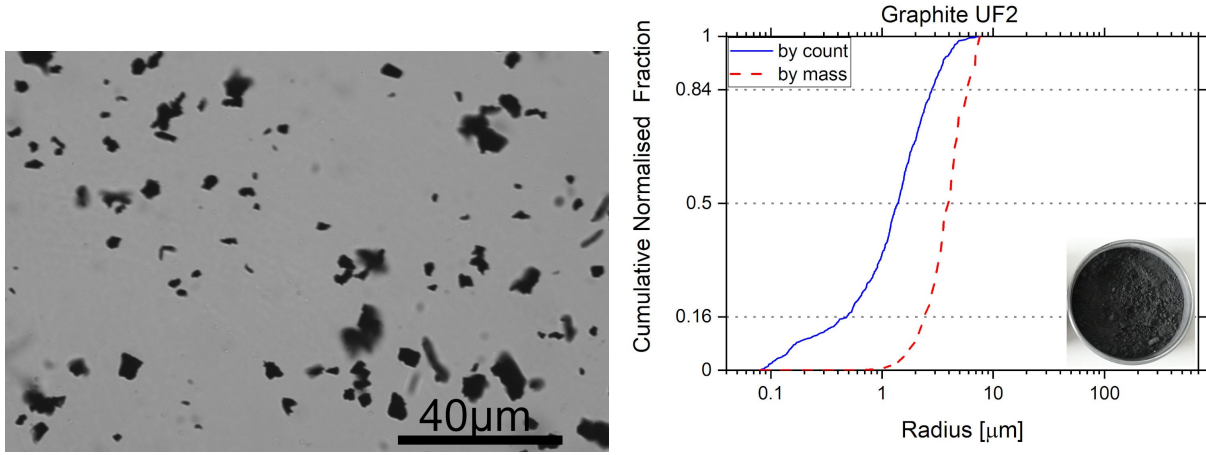 40μm
Graphite UF2
Cumulative Normalised Fraction
1
0.84
0.5
0.16
0
by count
by mass
0.1
1
10
100
Radius [μm]